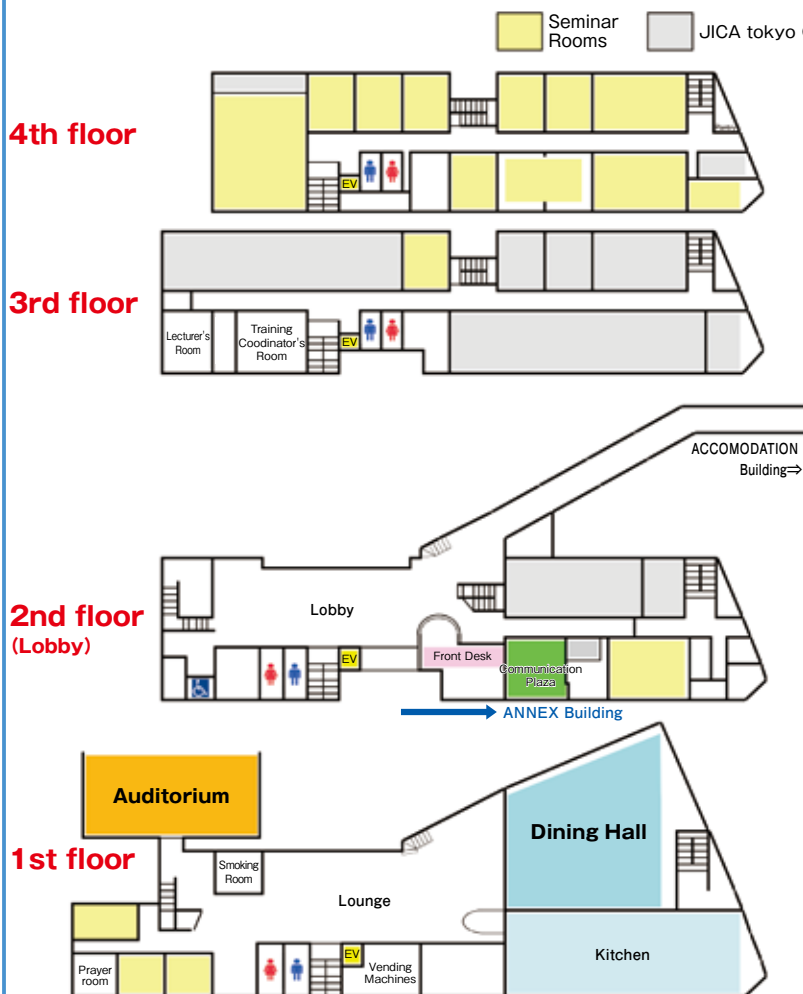 Seminar
Rooms
JICA tokyo
4th floor
EV
3rd floor
Lecturer's
Room
Training
Coodinator's
Room
EV
ACCOMODATION
Building⇒
2nd floor
(Lobby)
Lobby
EV
Front Desk
Communication
Plaza
ANNEX Building
Auditorium
Dining Hall
1st floor
Smoking
Room
Lounge
Prayer
room
EV
Vending
Machines
Kitchen